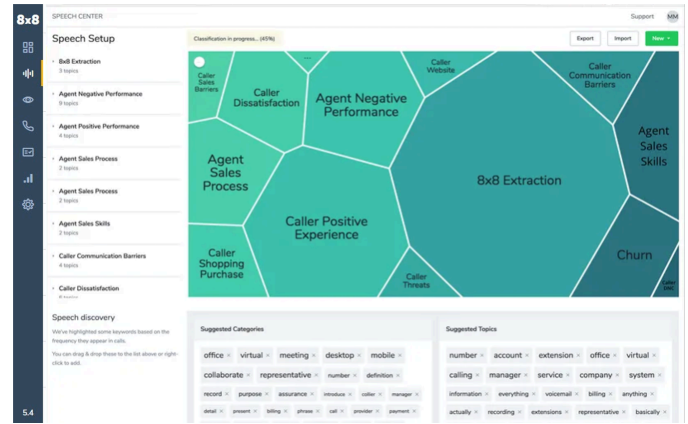 8x8
SPEECH CENTER
Support
MM
Speech Setup
Classification in progress... (45%)
Export
Import
New
8x8 Extraction
3 topics
Agent Negative Performance
9 topics
Agent Positive Performance
4 topics
Agent Sales Process
2 topics
Agent Sales Process
2 topics
Agent Sales Skills
2 topics
Caller Communication Barriers
4 topics
Caller Dissatisfaction
Caller
Sales
Barriers
Caller
Dissatisfaction
Agent Negative
Performance
Caller
Website
Caller
Communication
Barriers
Agent
Sales
Process
8x8 Extraction
Agent
Sales
Skills
Caller Positive
Experience
Caller
Shopping
Purchase
Caller
Threats
Churn
Speech discovery
We've highlighted some keywords based on the
frequency they appear in calls.
You can drag & drop these to the list above or right-
click to add.
Suggested Categories
office × virtual × meeting × desktop × mobile ×
collaborate × representative × number × definition ×
record × purpose × assurance × introduce × caller × manager ×
detail × present × billing × phrase × call × provider × payment ×
Suggested Topics
number × account × extension × office × virtual ×
calling × manager × service × company × system ×
information × everything × voicemail × billing × anything ×
actually × recording × extensions × representative × basically ×
5.4